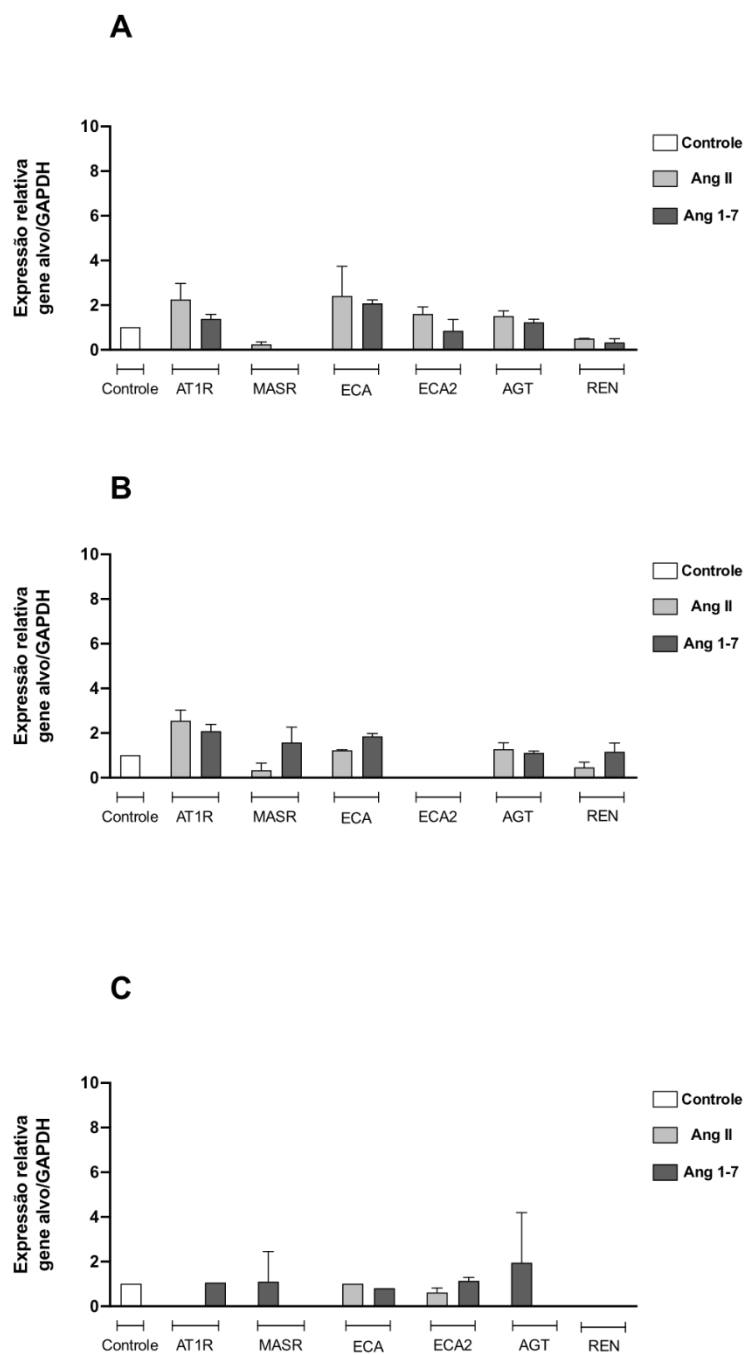 A
Expressão relativa
gene alvo/GAPDH
10
8
6
4
2
0
Controle
AT1R
MASR
ECA
ECA2
AGT
REN
Controle
Ang II
Ang 1-7
B
Expressão relativa
gene alvo/GAPDH
10
8
6
4
2
0
Controle
AT1R
MASR
ECA
ECA2
AGT
REN
Controle
Ang II
Ang 1-7
C
Expressão relativa
gene alvo/GAPDH
10
8
6
4
2
0
Controle
AT1R
MASR
ECA
ECA2
AGT
REN
Controle
Ang II
Ang 1-7